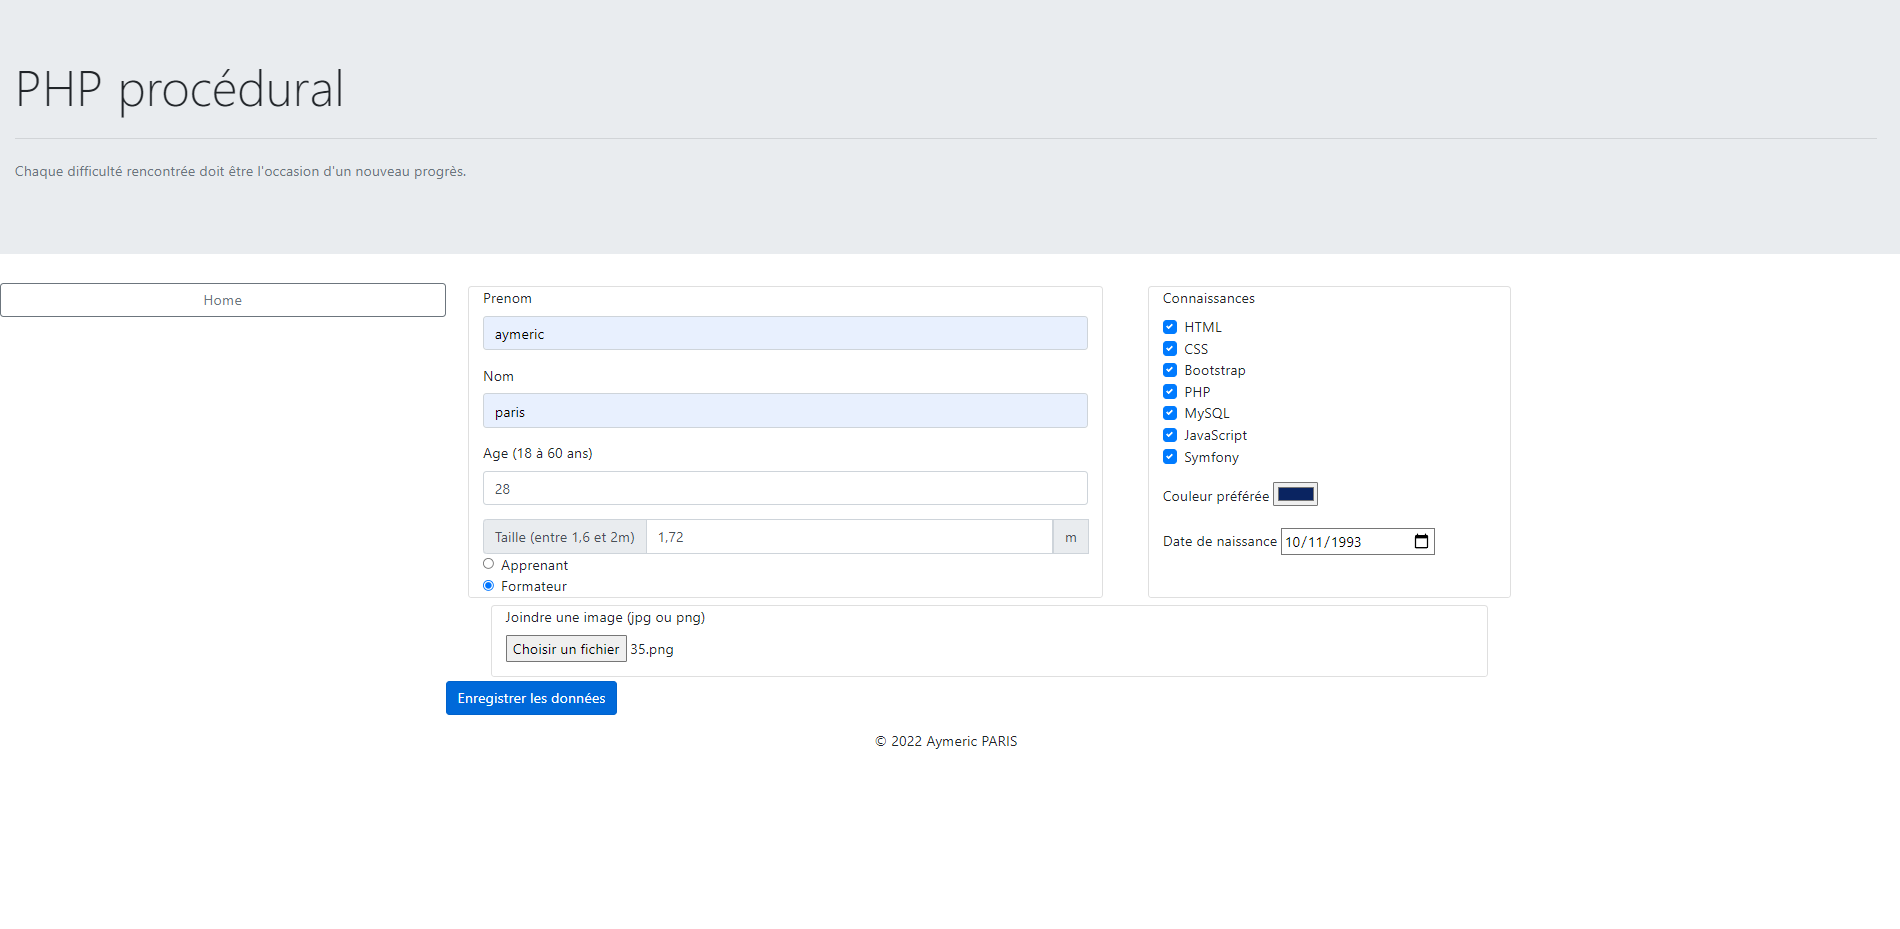 PHP procédural
Chaque difficulté rencontrée doit être l'occasion d'un nouveau progrès.
Home
Prenom
aymeric
Nom
paris
Age (18 à 60 ans)
28
Taille (entre 1,6 et 2m) 1,72 m
Apprenant
Formateur
Connaissances
HTML
CSS
Bootstrap
PHP
MySQL
JavaScript
Symfony
Couleur préférée
Date de naissance 10/11/1993
Joindre une image (jpg ou png)
Choisir un fichier 35.png
Enregistrer les données
© 2022 Aymeric PARIS